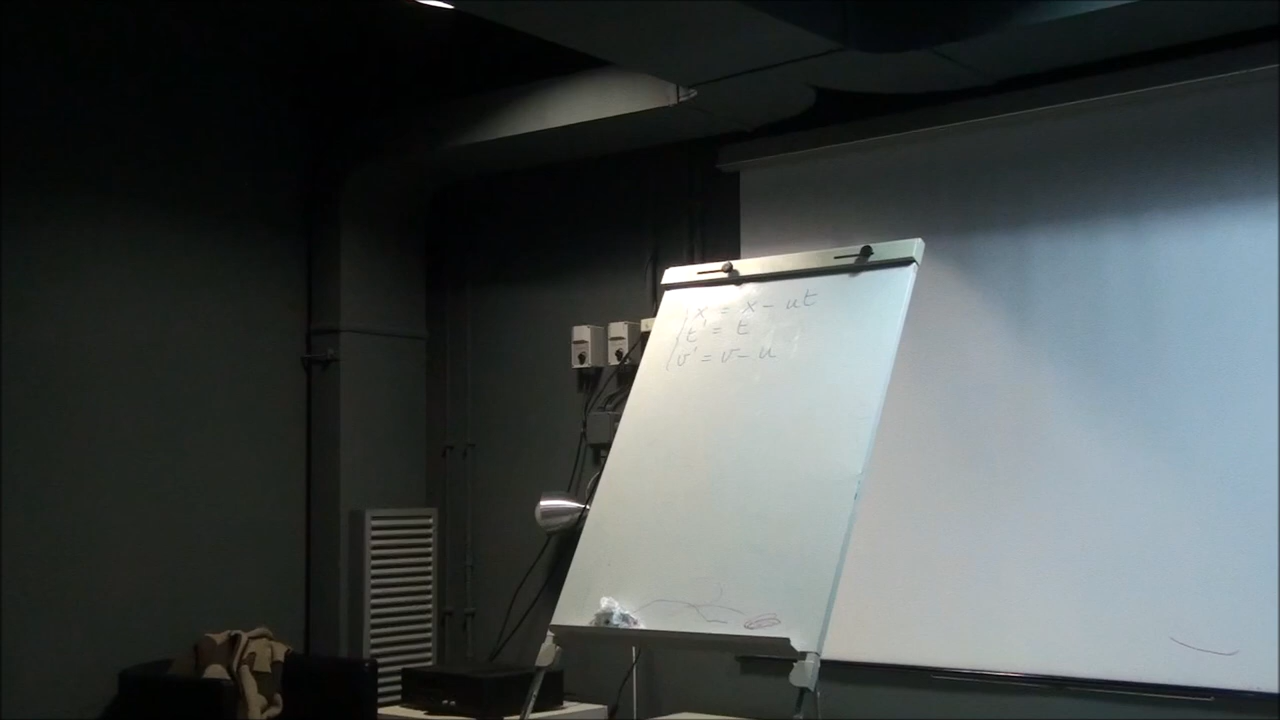 x = x - ut
t' = t
v' = v - u